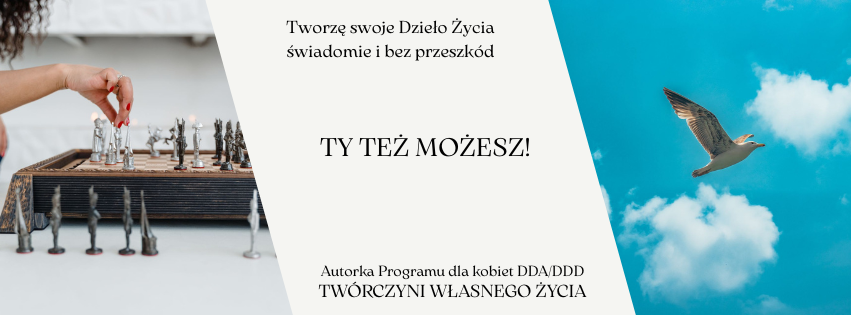 Tworzę swoje Dzieło Życia
świadomie i bez przeszkód
TY TEŻ MOŻESZ!
Autorka Programu dla kobiet DDA/DDD
TWÓRCZYNI WŁASNEGO ŻYCIA